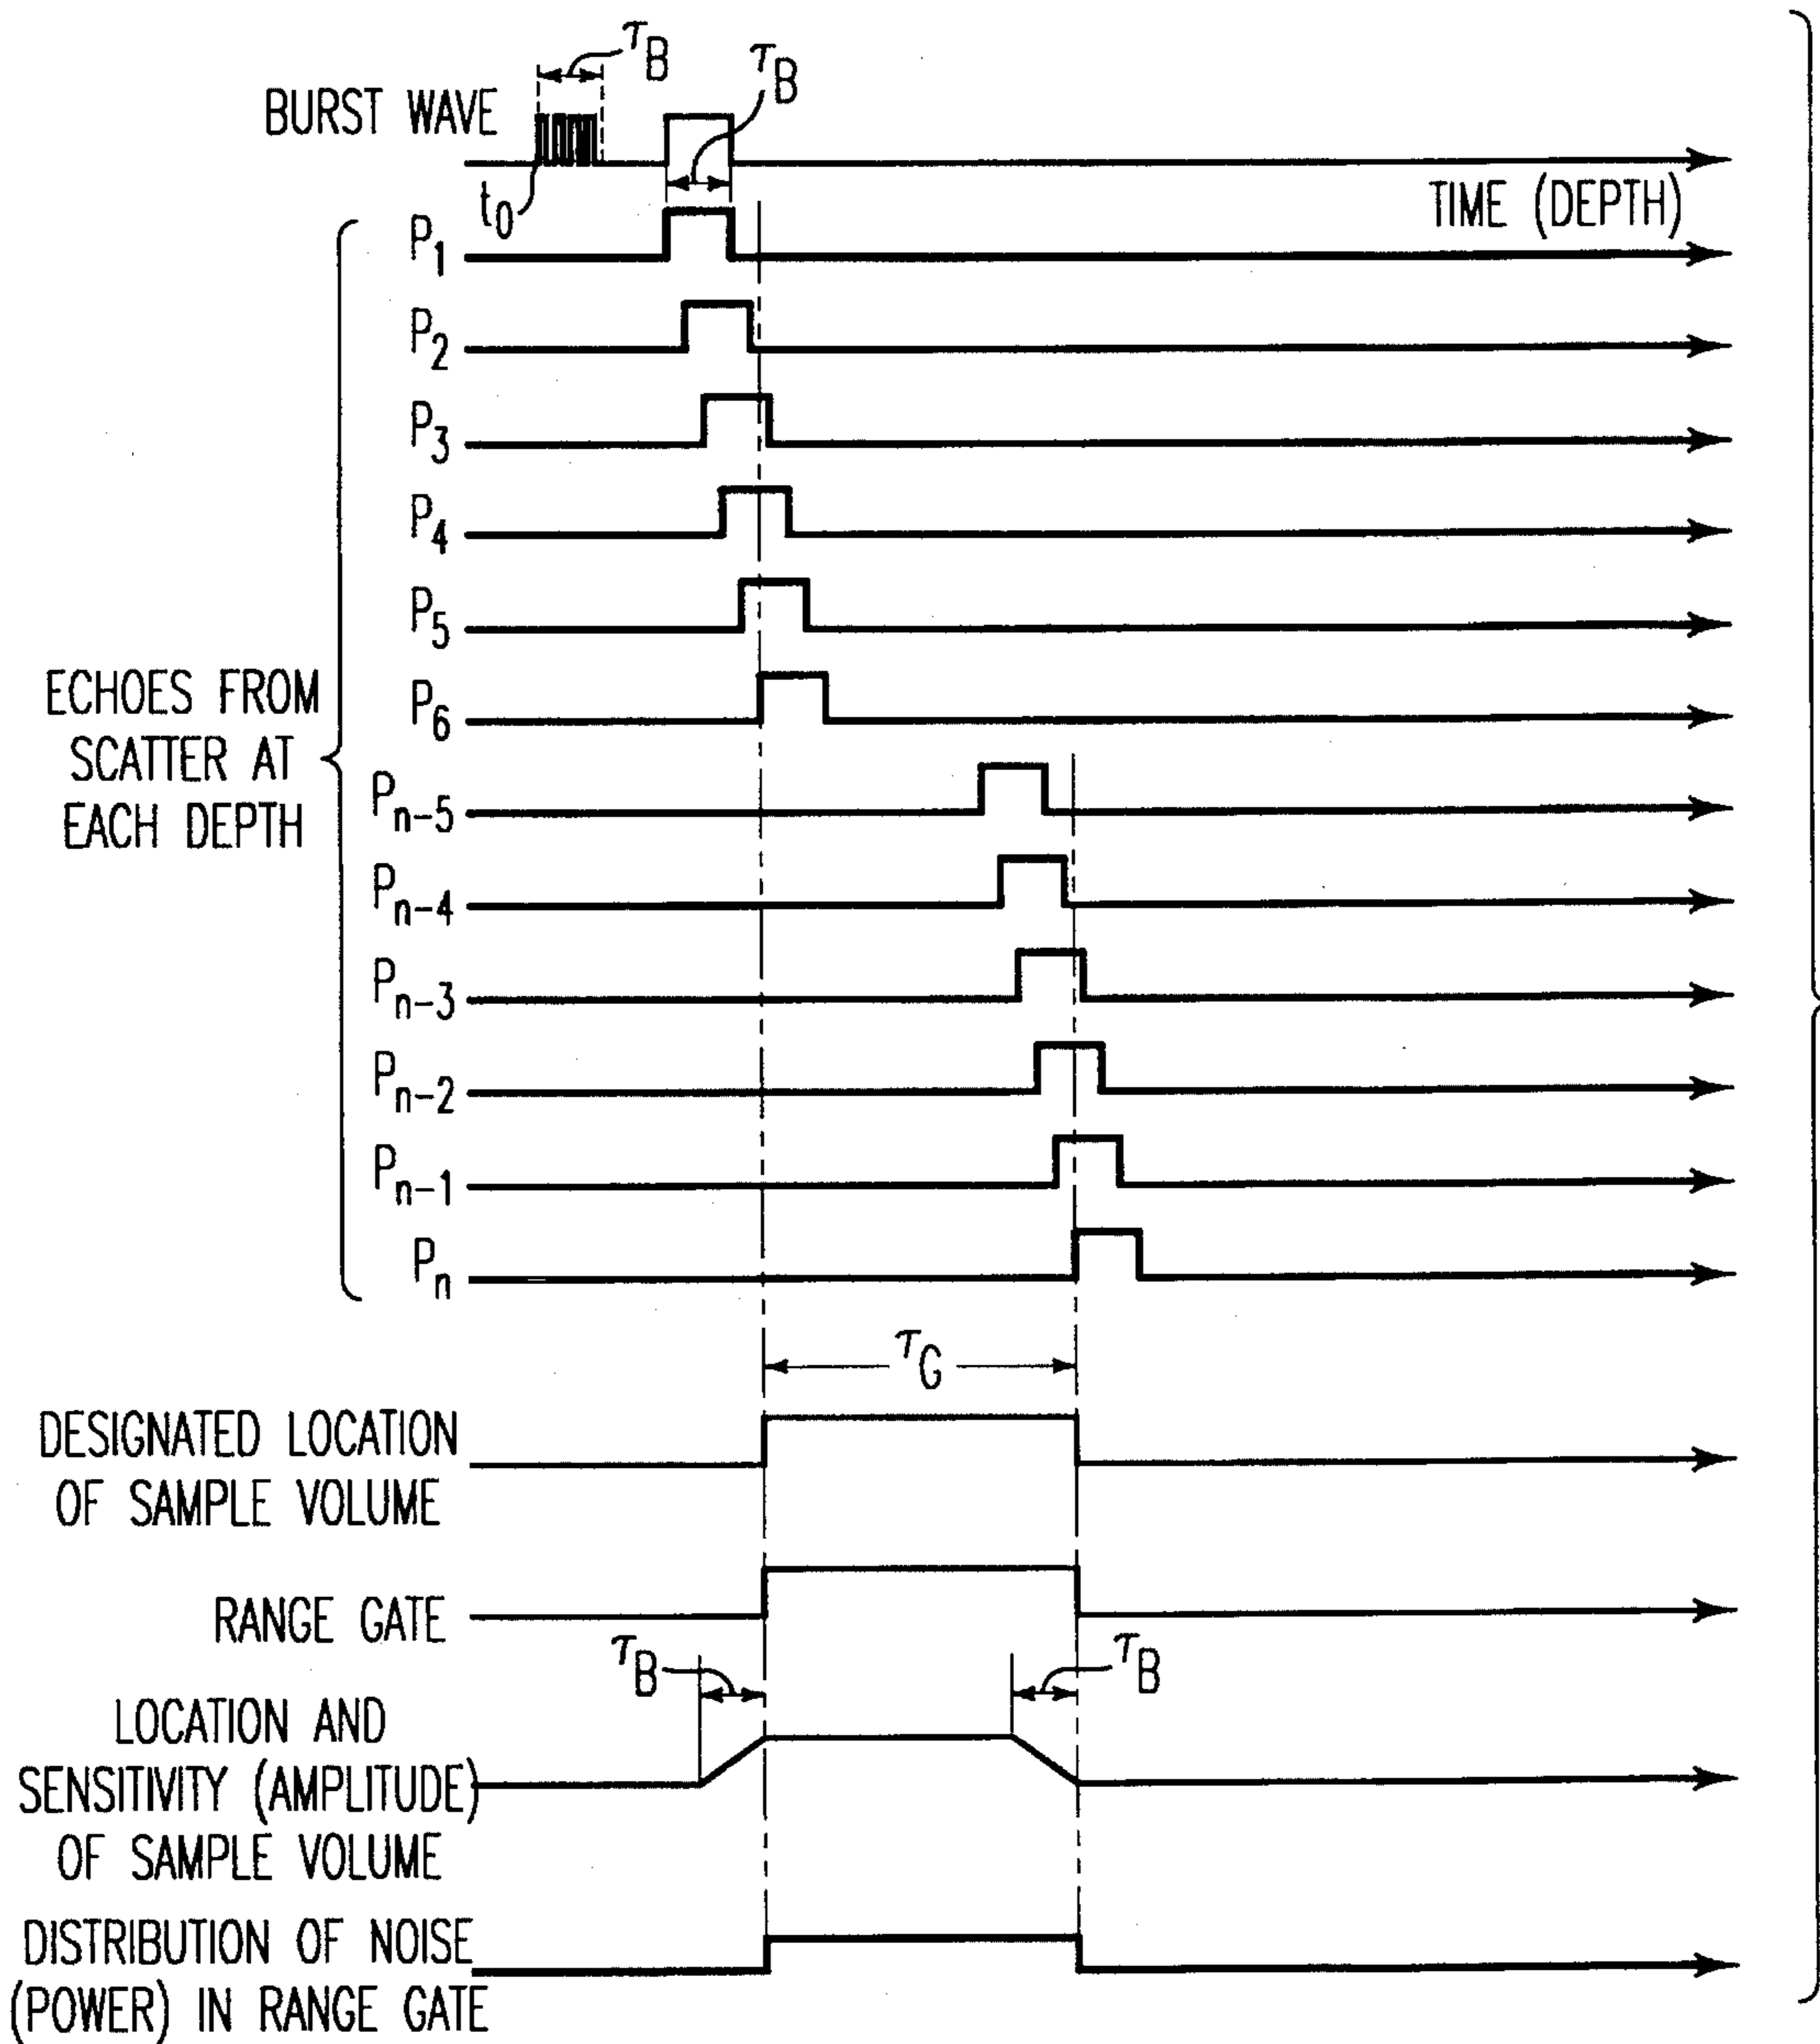 τB
τB
BURST WAVE
t0
TIME (DEPTH)
P1
P2
P3
P4
P5
P6
ECHOES FROM
SCATTER AT
EACH DEPTH
Pn-5
Pn-4
Pn-3
Pn-2
Pn-1
Pn
τG
DESIGNATED LOCATION
OF SAMPLE VOLUME
RANGE GATE
τB
τB
LOCATION AND
SENSITIVITY (AMPLITUDE)
OF SAMPLE VOLUME
DISTRIBUTION OF NOISE
(POWER) IN RANGE GATE